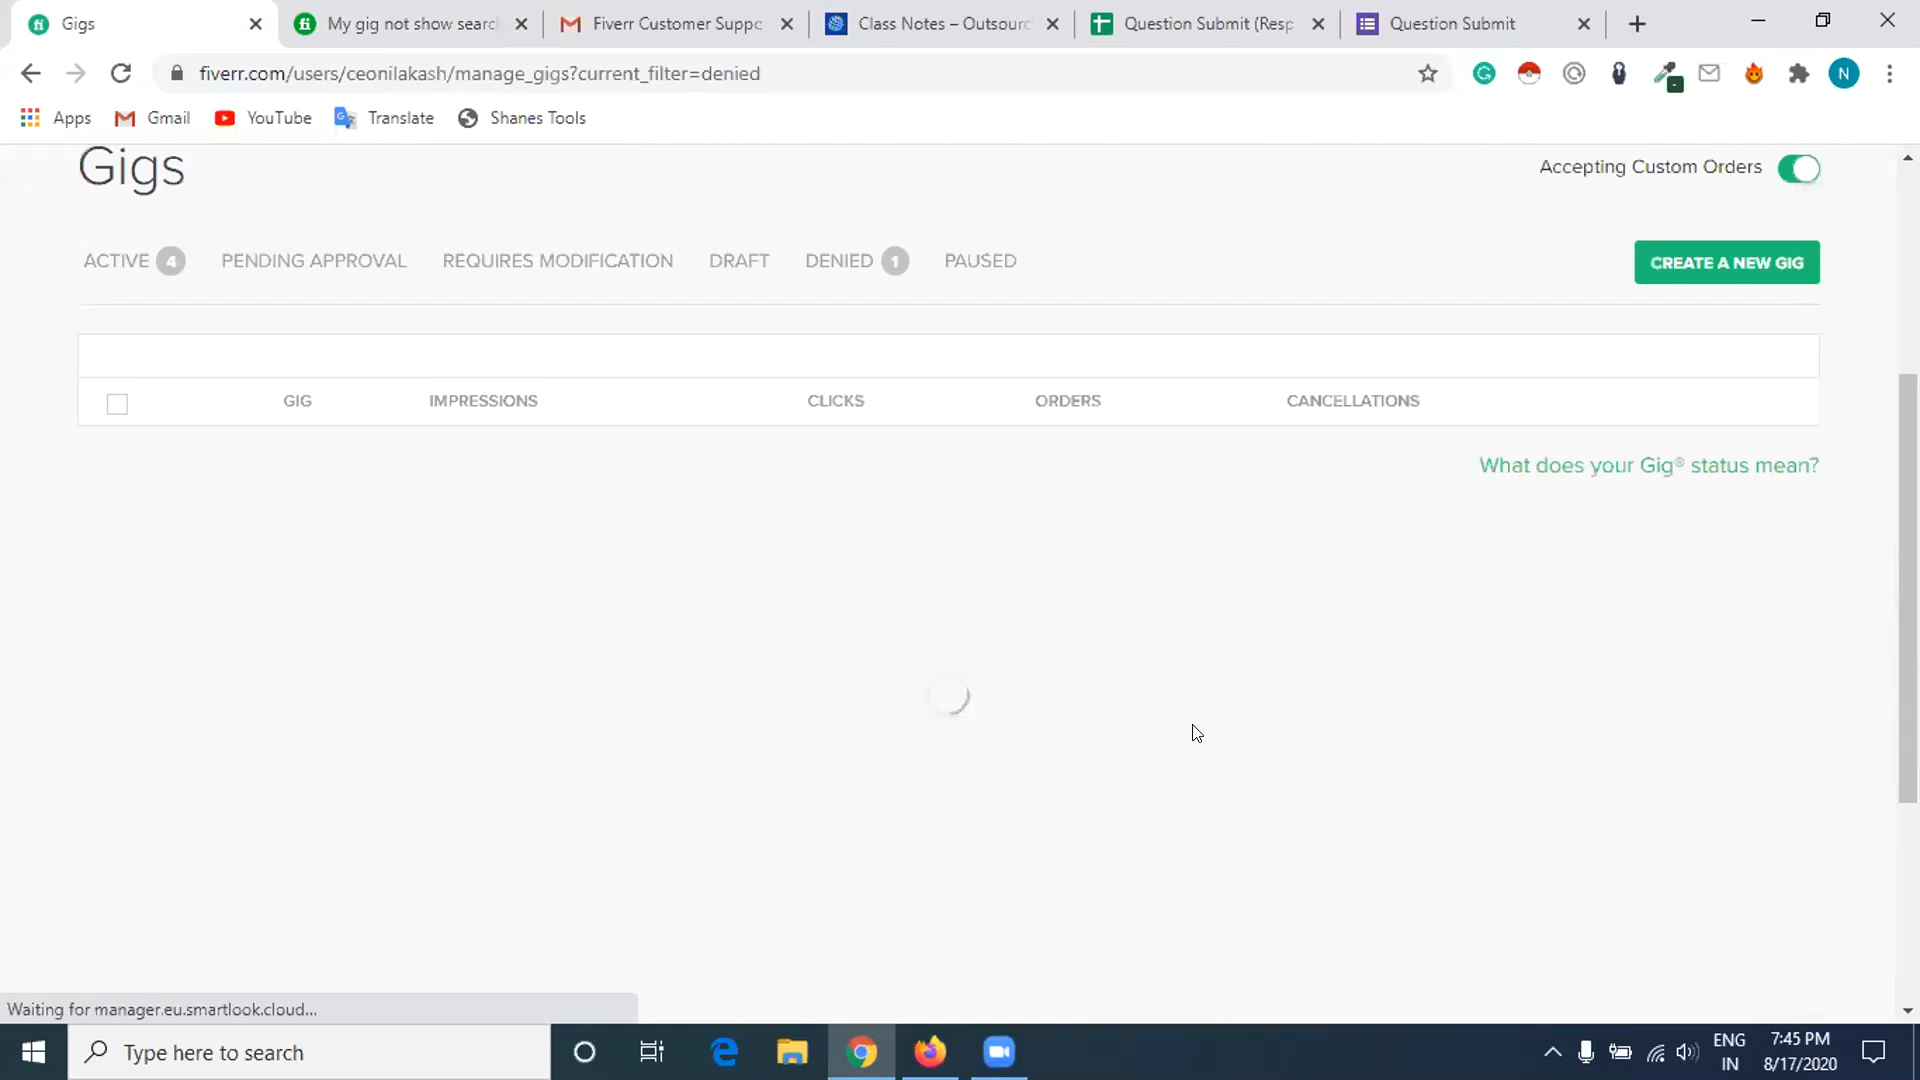 Gigs
My gig not show searc
Fiverr Customer Suppo
Class Notes – Outsourc
Question Submit (Resp
Question Submit
fiverr.com/users/ceonilakash/manage_gigs?current_filter=denied
N
Apps
Gmail
YouTube
Translate
Shanes Tools
Gigs
Accepting Custom Orders
ACTIVE 4
PENDING APPROVAL
REQUIRES MODIFICATION
DRAFT
DENIED 1
PAUSED
CREATE A NEW GIG
GIG
IMPRESSIONS
CLICKS
ORDERS
CANCELLATIONS
What does your Gig® status mean?
Waiting for manager.eu.smartlook.cloud...
Type here to search
ENG
IN
7:45 PM
8/17/2020